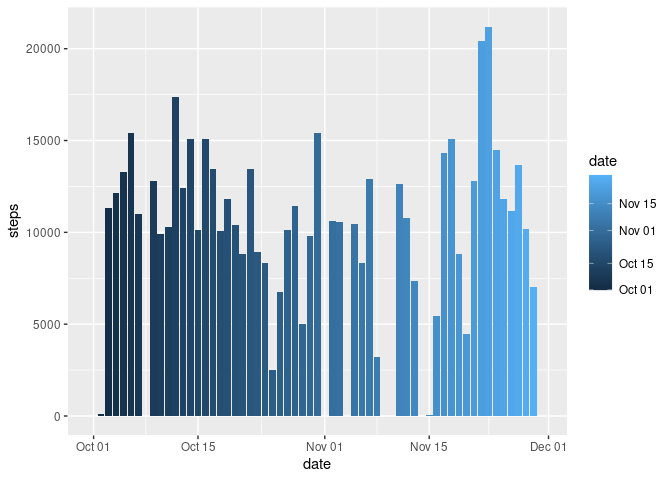 20000
15000
10000
5000
0
steps
Oct 01
Oct 15
Nov 01
Nov 15
Dec 01
date
date
Nov 15
Nov 01
Oct 15
Oct 01